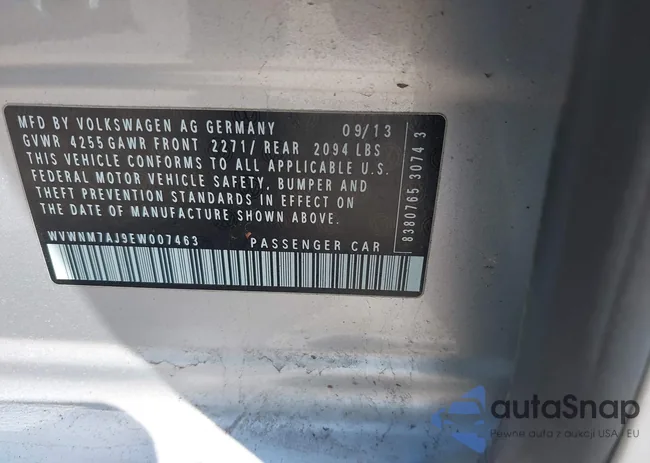 MFD BY VOLKSWAGEN AG GERMANY 09/13
GVWR 4255 GAWR FRONT 2271/ REAR 2094 LBS
THIS VEHICLE CONFORMS TO ALL APPLICABLE U.S.
FEDERAL MOTOR VEHICLE SAFETY, BUMPER AND
THEFT PREVENTION STANDARDS IN EFFECT ON
THE DATE OF MANUFACTURE SHOWN ABOVE.
WVWNM7AJ9EW007463 PASSENGER CAR
8380765 3074 3
autaSnap
Pewne auta z aukcji USA i EU